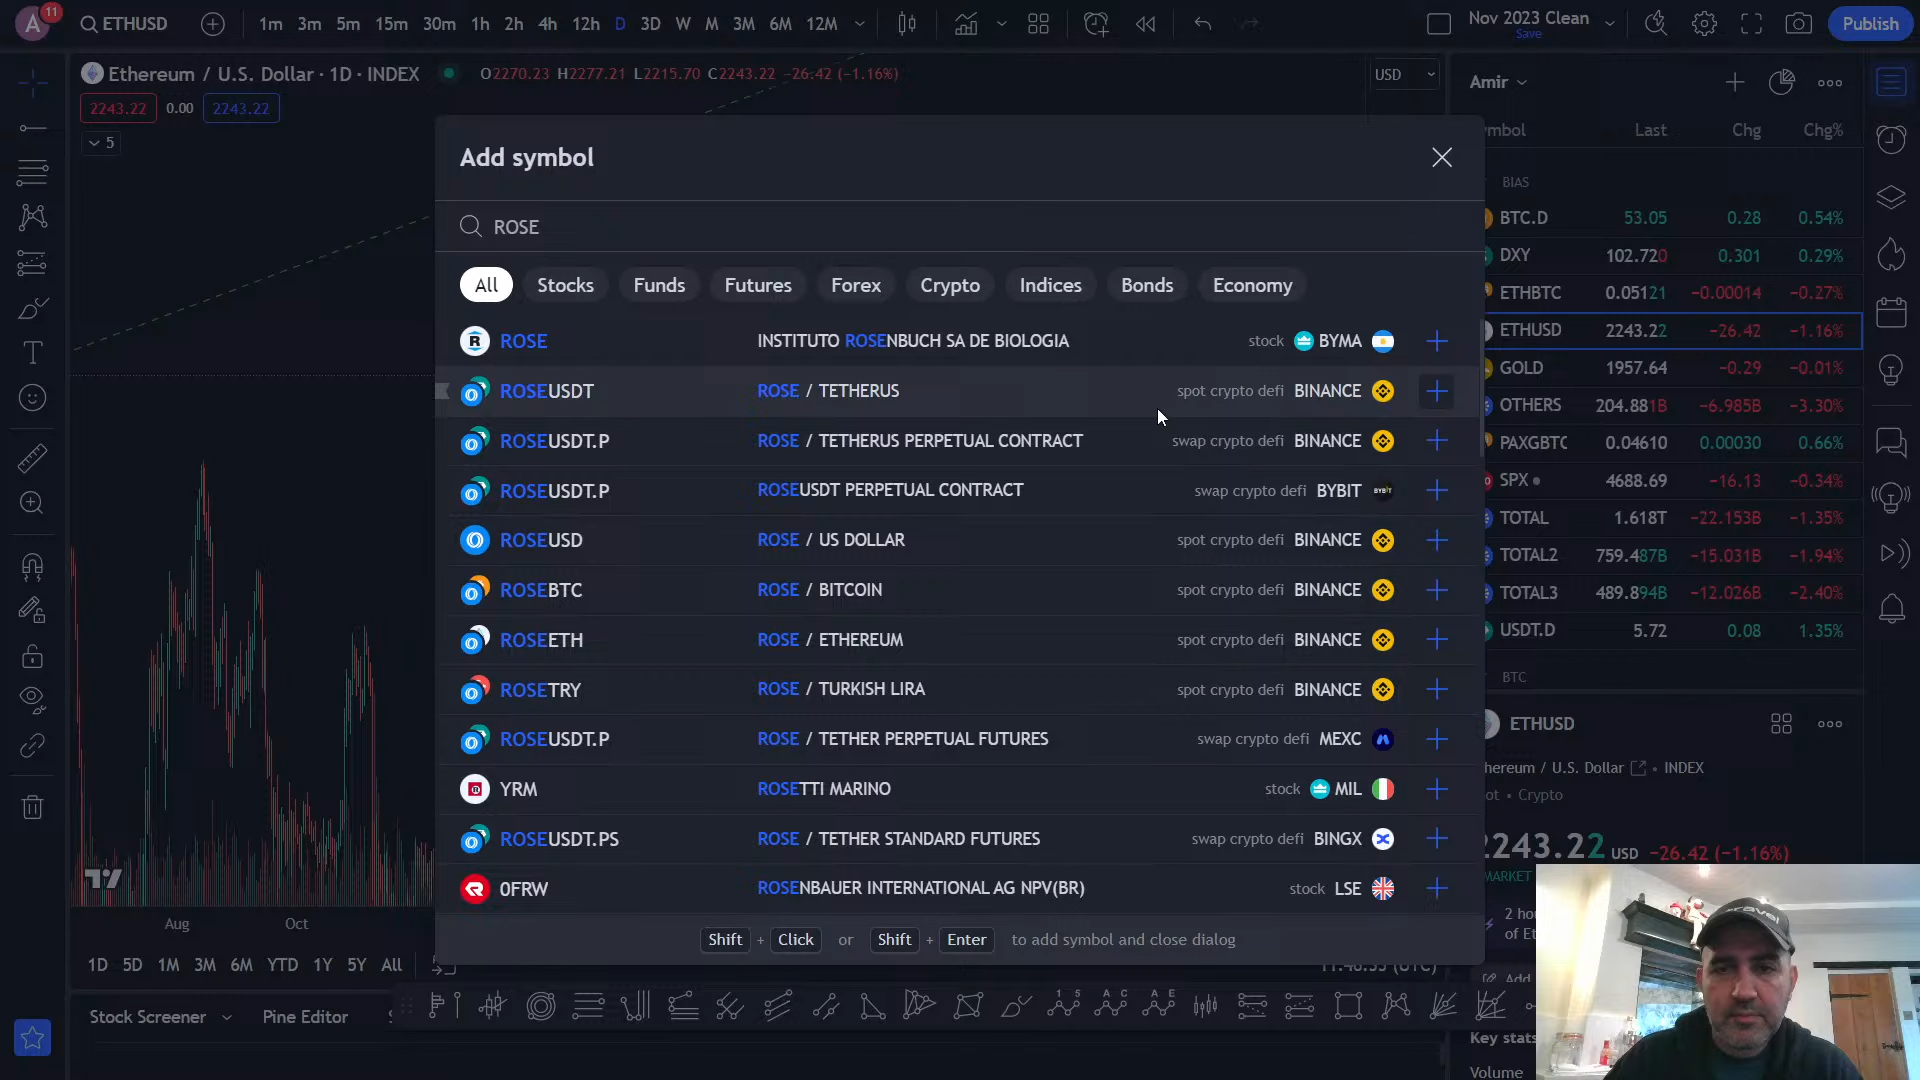 A 11 ETHUSD 1m 3m 5m 15m 30m 1h 2h 4h 12h D 3D W M 3M 6M 12M Nov 2023 Clean Save Publish
Ethereum / U.S. Dollar · 1D · INDEX O2270.23 H2277.21 L2215.70 C2243.22 −26.42 (−1.16%) USD Amir
2243.22 0.00 2243.22
5
Add symbol
ROSE
All Stocks Funds Futures Forex Crypto Indices Bonds Economy
ROSE INSTITUTO ROSENBUCH SA DE BIOLOGIA stock BYMA
ROSEUSDT ROSE / TETHERUS spot crypto defi BINANCE
ROSEUSDT.P ROSE / TETHERUS PERPETUAL CONTRACT swap crypto defi BINANCE
ROSEUSDT.P ROSEUSDT PERPETUAL CONTRACT swap crypto defi BYBIT
ROSEUSD ROSE / US DOLLAR spot crypto defi BINANCE
ROSEBTC ROSE / BITCOIN spot crypto defi BINANCE
ROSEETH ROSE / ETHEREUM spot crypto defi BINANCE
ROSETRY ROSE / TURKISH LIRA spot crypto defi BINANCE
ROSEUSDT.P ROSE / TETHER PERPETUAL FUTURES swap crypto defi MEXC
YRM ROSETTI MARINO stock MIL
ROSEUSDT.PS ROSE / TETHER STANDARD FUTURES swap crypto defi BINGX
0FRW ROSENBAUER INTERNATIONAL AG NPV(BR) stock LSE
Shift + Click or Shift + Enter to add symbol and close dialog
ymbol Last Chg Chg%
BIAS
BTC.D 53.05 0.28 0.54%
DXY 102.720 0.301 0.29%
ETHBTC 0.05121 −0.00014 −0.27%
ETHUSD 2243.22 −26.42 −1.16%
GOLD 1957.64 −0.29 −0.01%
OTHERS 204.881B −6.985B −3.30%
PAXGBTC 0.04610 0.00030 0.66%
SPX 4688.69 −16.13 −0.34%
TOTAL 1.618T −22.153B −1.35%
TOTAL2 759.487B −15.031B −1.94%
TOTAL3 489.894B −12.026B −2.40%
USDT.D 5.72 0.08 1.35%
BTC
ETHUSD
hereum / U.S. Dollar • INDEX
ot • Crypto
2243.22 USD −26.42 (−1.16%)
MARKET
2 hou
of E
Add
Key stats
Volume
Aug Oct
1D 5D 1M 3M 6M YTD 1Y 5Y All
Stock Screener Pine Editor